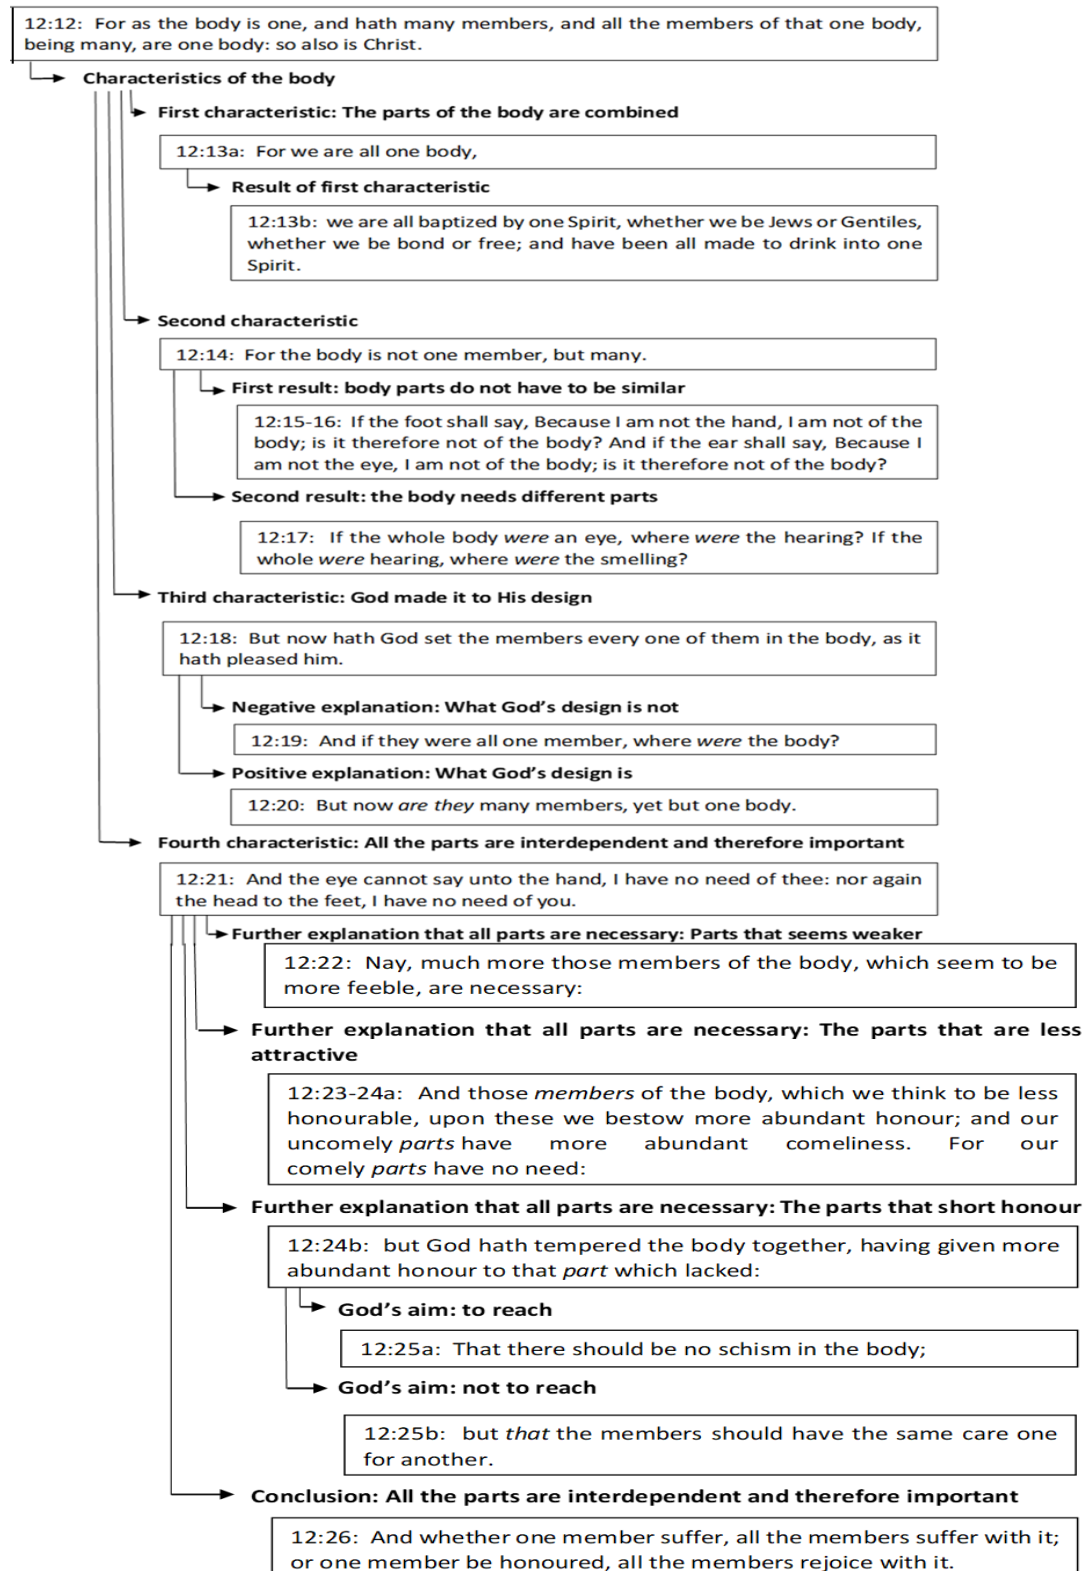 12:12: For as the body is one, and hath many members, and all the members of that one body,
being many, are one body: so also is Christ.
Characteristics of the body
First characteristic: The parts of the body are combined
12:13a: For we are all one body,
Result of first characteristic
12:13b: we are all baptized by one Spirit, whether we be Jews or Gentiles,
whether we be bond or free; and have been all made to drink into one
Spirit.
Second characteristic
12:14: For the body is not one member, but many.
First result: body parts do not have to be similar
12:15-16: If the foot shall say, Because I am not the hand, I am not of the
body; is it therefore not of the body? And if the ear shall say, Because I
am not the eye, I am not of the body; is it therefore not of the body?
Second result: the body needs different parts
12:17: If the whole body were an eye, where were the hearing? If the
whole were hearing, where were the smelling?
Third characteristic: God made it to His design
12:18: But now hath God set the members every one of them in the body, as it
hath pleased him.
Negative explanation: What God's design is not
12:19: And if they were all one member, where were the body?
Positive explanation: What God's design is
12:20: But now are they many members, yet but one body.
Fourth characteristic: All the parts are interdependent and therefore important
12:21: And the eye cannot say unto the hand, I have no need of thee: nor again
the head to the feet, I have no need of you.
Further explanation that all parts are necessary: Parts that seems weaker
12:22: Nay, much more those members of the body, which seem to be
more feeble, are necessary:
Further explanation that all parts are necessary: The parts that are less
attractive
12:23-24a: And those members of the body, which we think to be less
honourable, upon these we bestow more abundant honour; and our
uncomely parts have more abundant comeliness. For our
comely parts have no need:
Further explanation that all parts are necessary: The parts that short honour
12:24b: but God hath tempered the body together, having given more
abundant honour to that part which lacked:
God's aim: to reach
12:25a: That there should be no schism in the body;
God's aim: not to reach
12:25b: but that the members should have the same care one
for another.
Conclusion: All the parts are interdependent and therefore important
12:26: And whether one member suffer, all the members suffer with it;
or one member be honoured, all the members rejoice with it.